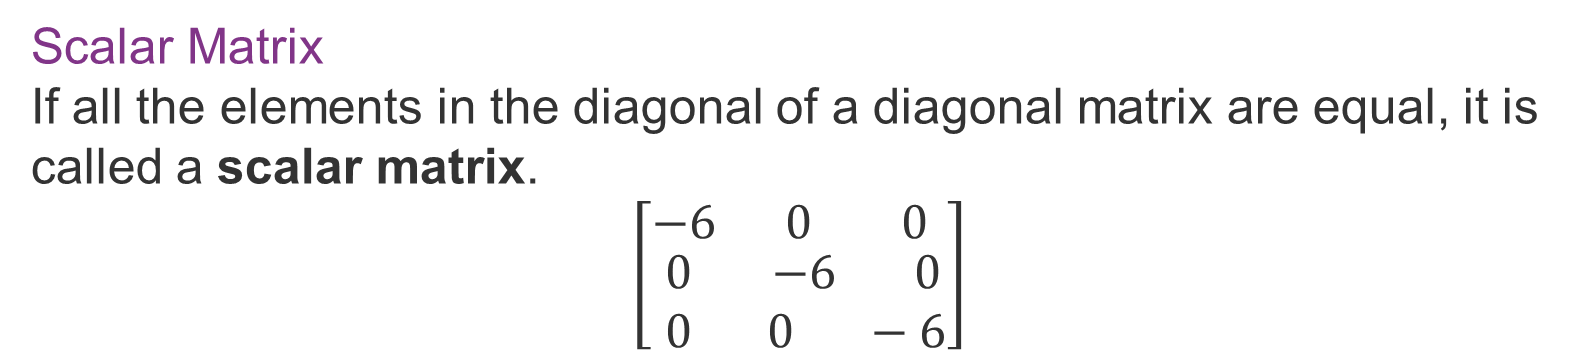 Scalar Matrix
If all the elements in the diagonal of a diagonal matrix are equal, it is
called a scalar matrix.
−6 0 0
0 −6 0
0 0 − 6